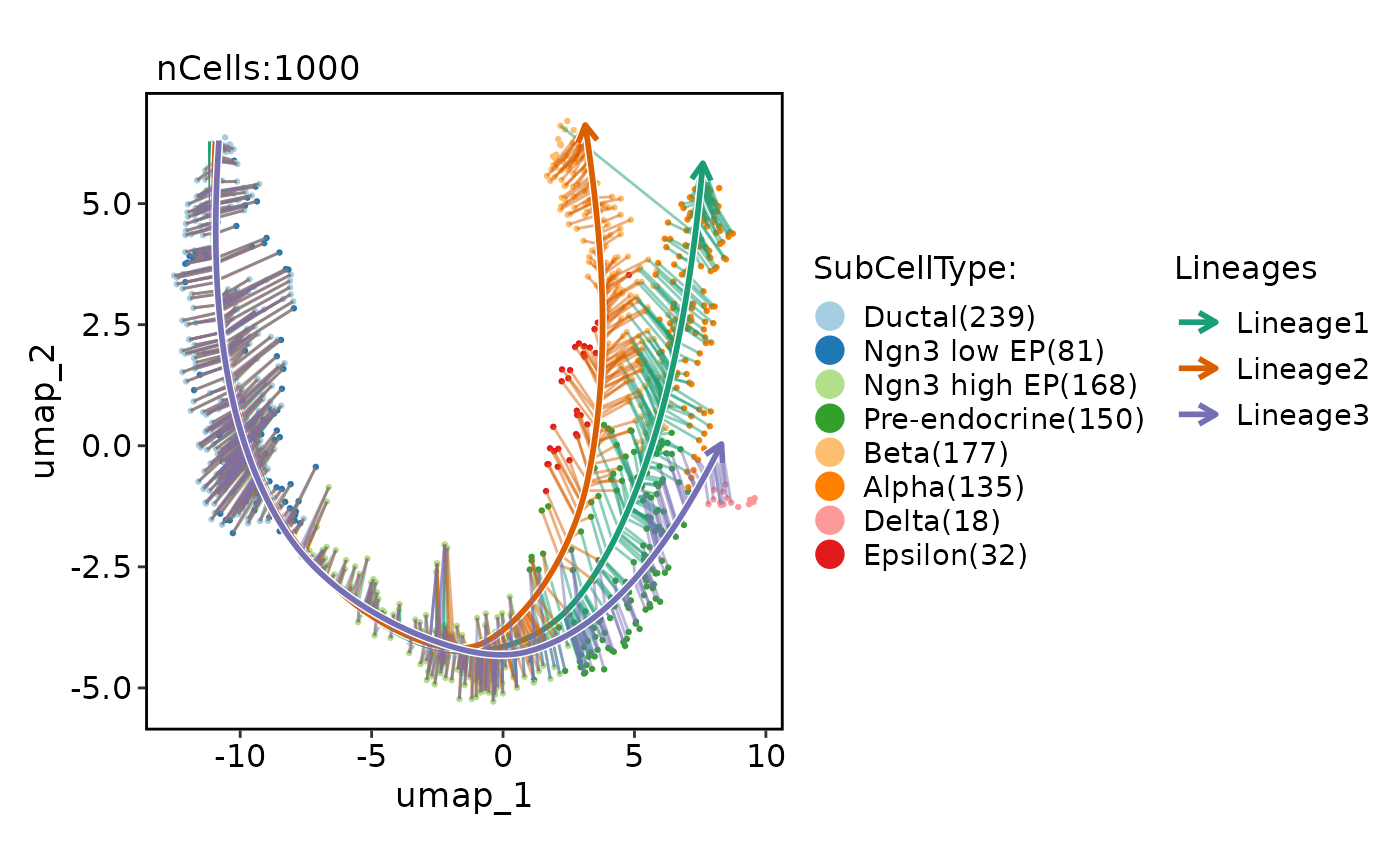 nCells:1000
5.0
2.5
0.0
-2.5
-5.0
umap_2
-10
-5
0
5
10
umap_1
SubCellType:
Ductal(239)
Ngn3 low EP(81)
Ngn3 high EP(168)
Pre-endocrine(150)
Beta(177)
Alpha(135)
Delta(18)
Epsilon(32)
Lineages
Lineage1
Lineage2
Lineage3